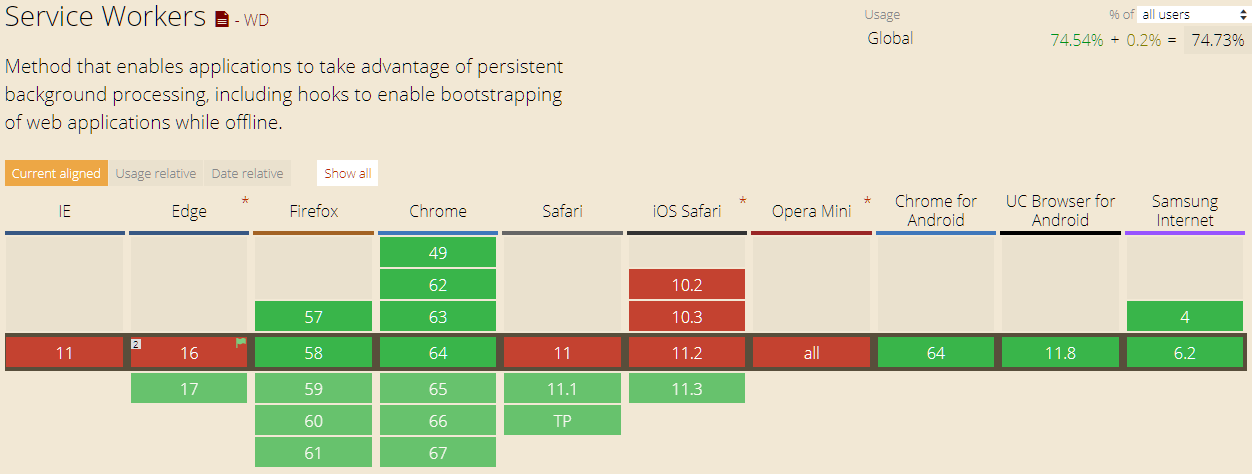 Service Workers - WD
Usage % of all users
Global 74.54% + 0.2% = 74.73%
Method that enables applications to take advantage of persistent
background processing, including hooks to enable bootstrapping
of web applications while offline.
Current aligned Usage relative Date relative Show all
IE Edge * Firefox Chrome Safari iOS Safari * Opera Mini * Chrome for Android UC Browser for Android Samsung Internet
49
62 10.2
57 63 10.3 4
11 2 16 58 64 11 11.2 all 64 11.8 6.2
17 59 65 11.1 11.3
60 66 TP
61 67